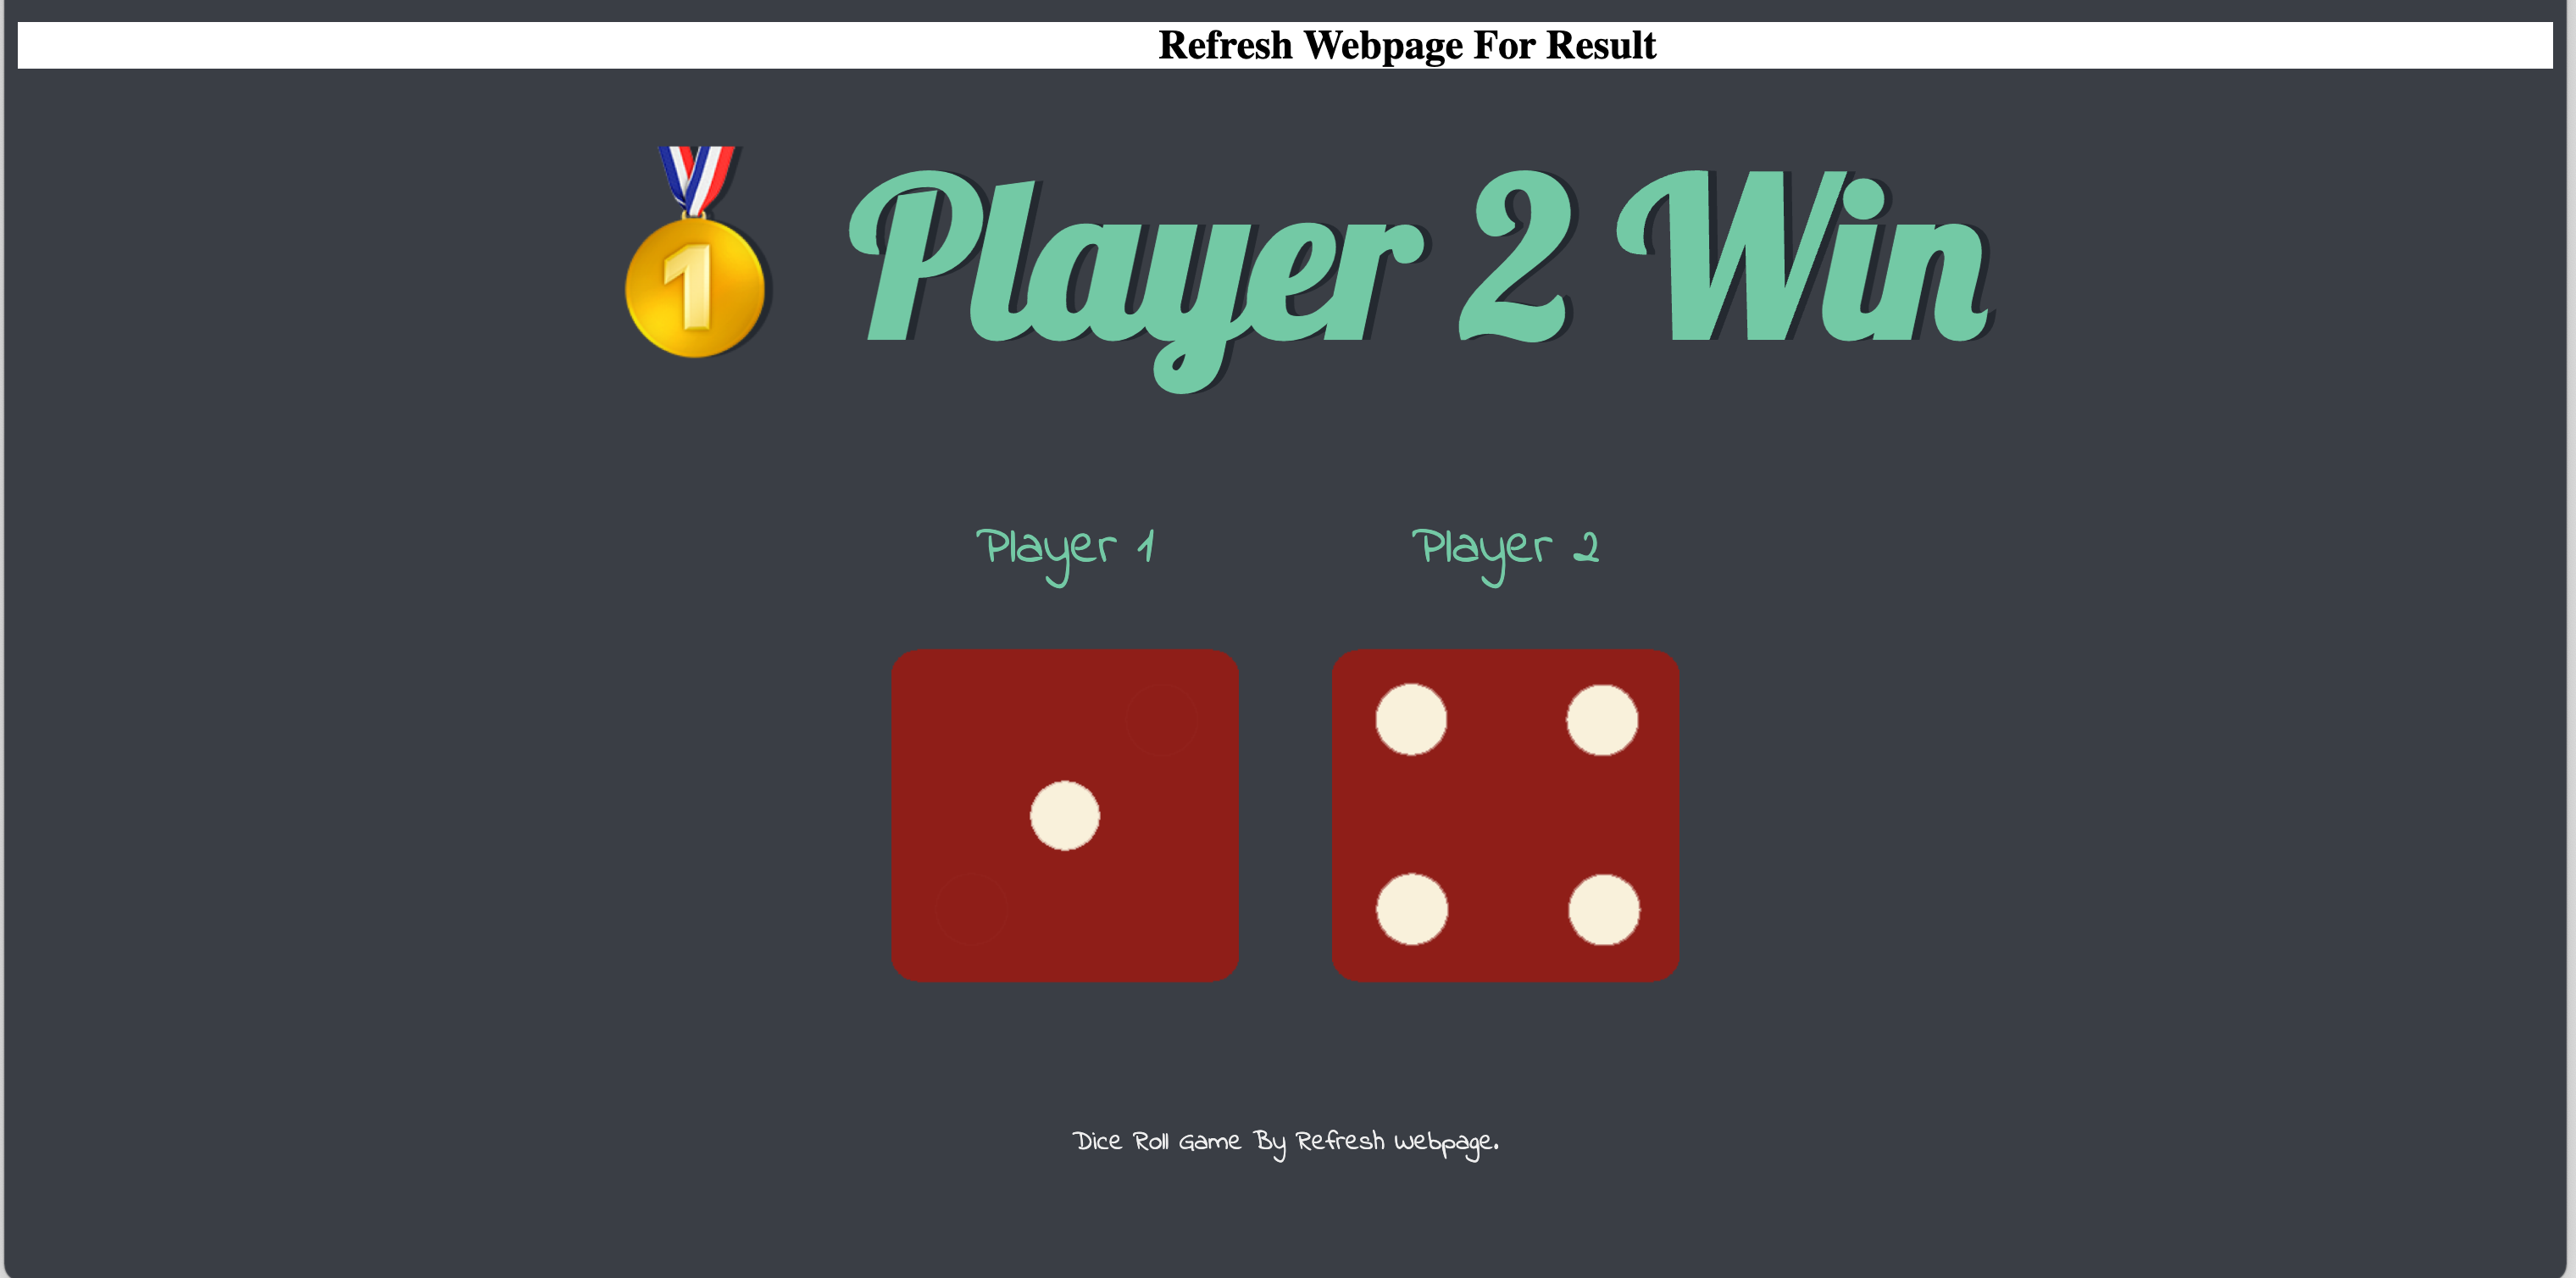 Refresh Webpage For Result
🥇 Player 2 Win
Player 1
Player 2
Dice Roll Game By Refresh Webpage.